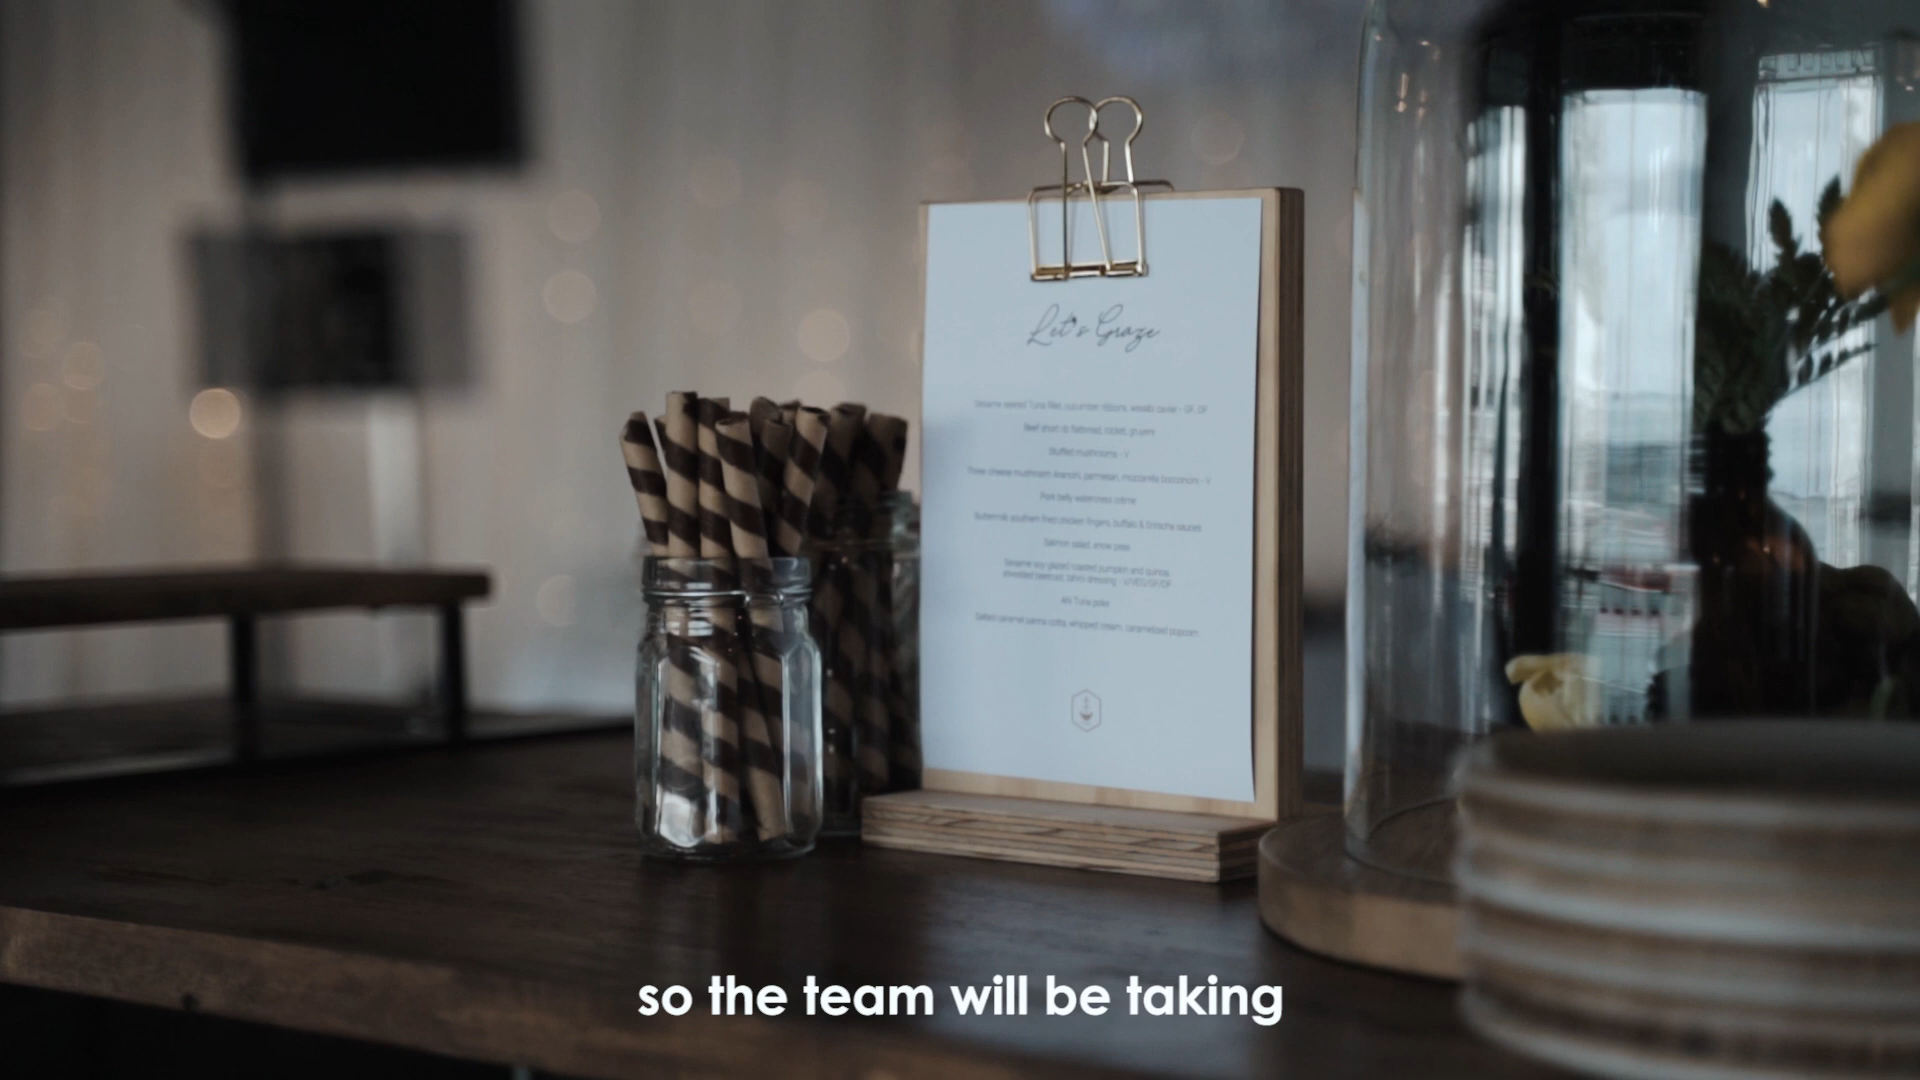 Let's Graze
Sesame seared Tuna fillet, cucumber ribbons, wasabi caviar - GF, DF
Beef short rib flatbread, rocket, gruyere
Stuffed mushrooms - V
Three cheese mushroom Arancini, parmesan, mozzarella bocconcini - V
Pork belly watercress crème
Buttermilk southern fried chicken fingers, buffalo & Sriracha sauces
Salmon salad, snow peas
Sesame soy glazed roasted pumpkin and quinoa,
shredded beetroot, tahini dressing - V/VEG/GF/DF
Ahi Tuna poke
Salted caramel panna cotta, whipped cream, caramelised popcorn
so the team will be taking